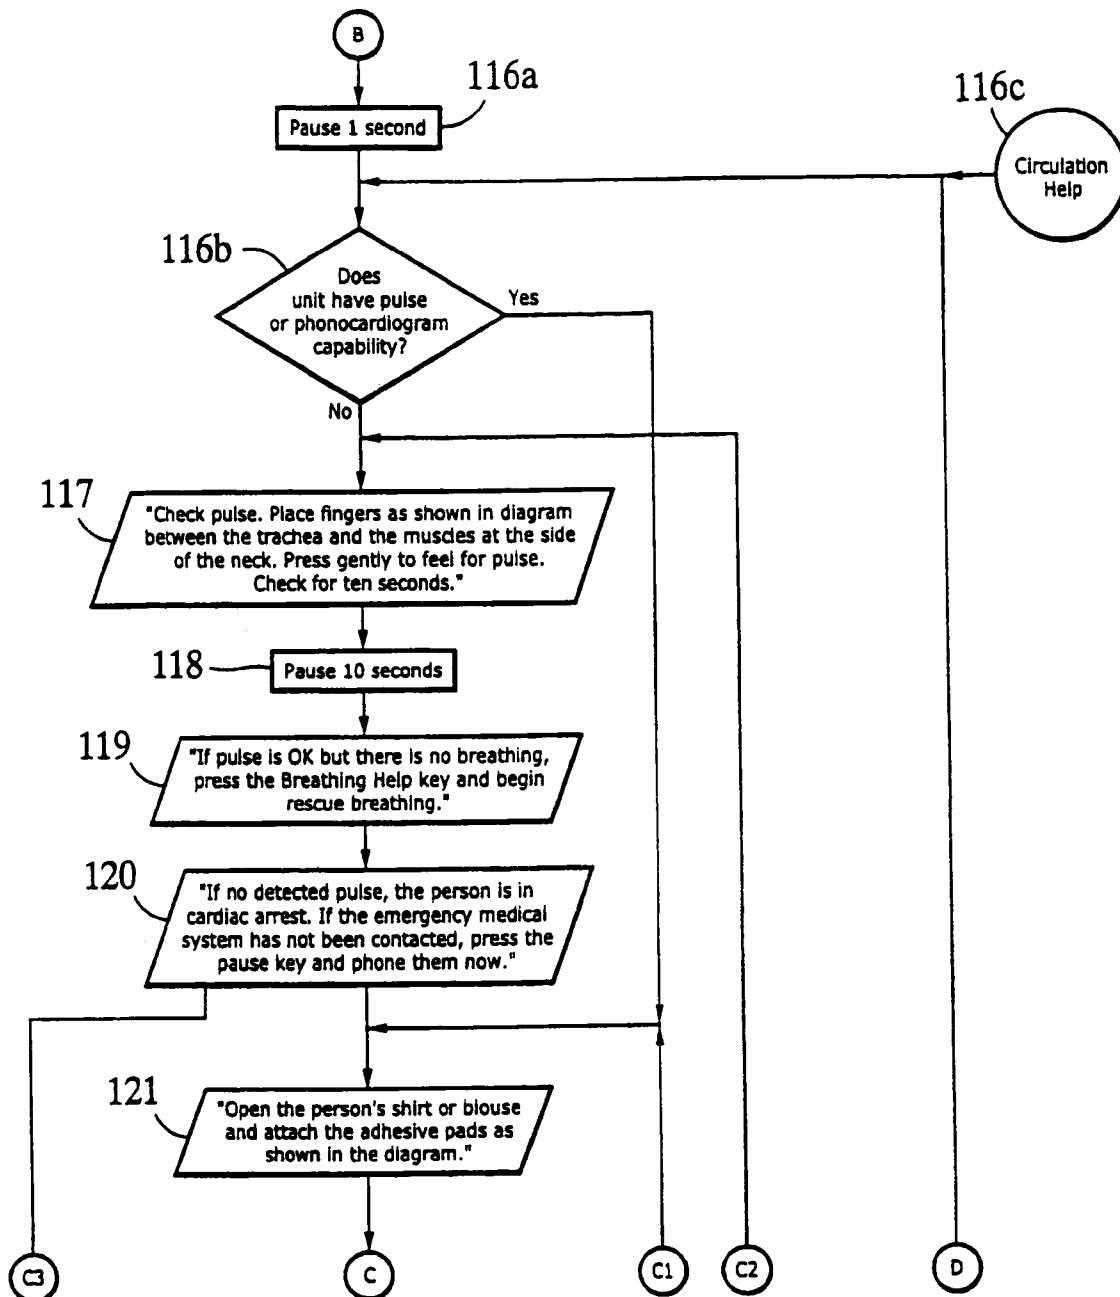 B
116a
Pause 1 second
116c
Circulation
Help
116b
Does
unit have pulse
or phonocardiogram
capability?
Yes
No
117
"Check pulse. Place fingers as shown in diagram
between the trachea and the muscles at the side
of the neck. Press gently to feel for pulse.
Check for ten seconds."
118
Pause 10 seconds
119
"If pulse is OK but there is no breathing,
press the Breathing Help key and begin
rescue breathing."
120
"If no detected pulse, the person is in
cardiac arrest. If the emergency medical
system has not been contacted, press the
pause key and phone them now."
121
"Open the person's shirt or blouse
and attach the adhesive pads as
shown in the diagram."
C3
C
C1
C2
D